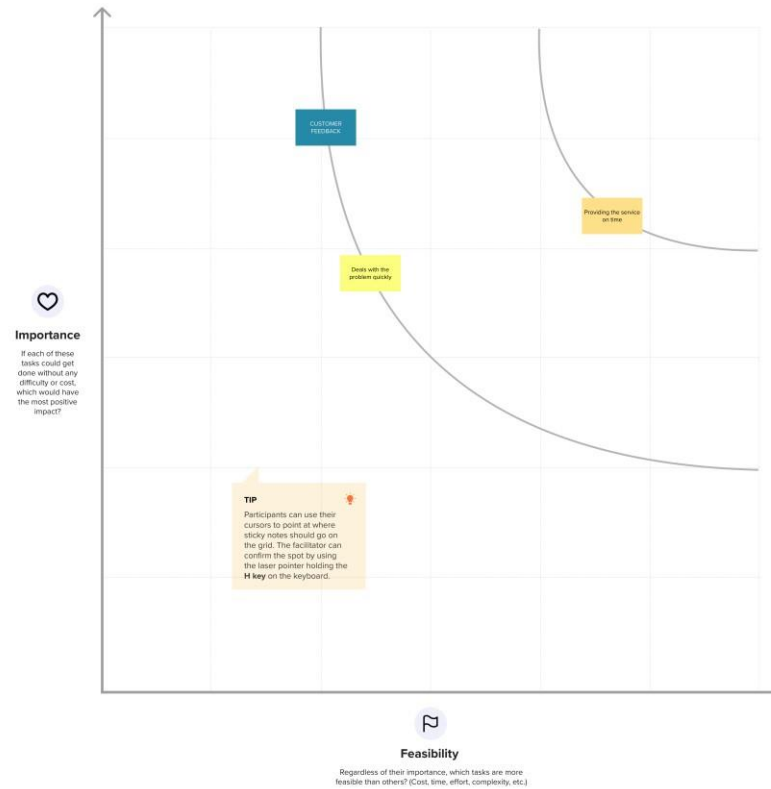 CUSTOMER
FEEDBACK
Providing the service
on time
Deals with the
problem quickly
Importance
If each of these
tasks could get
done without any
difficulty or cost,
which would have
the most positive
impact?
TIP
Participants can use their
cursors to point at where
sticky notes should go on
the grid. The facilitator can
confirm the spot by using
the laser pointer holding the
H key on the keyboard.
Feasibility
Regardless of their importance, which tasks are more
feasible than others? (Cost, time, effort, complexity, etc.)